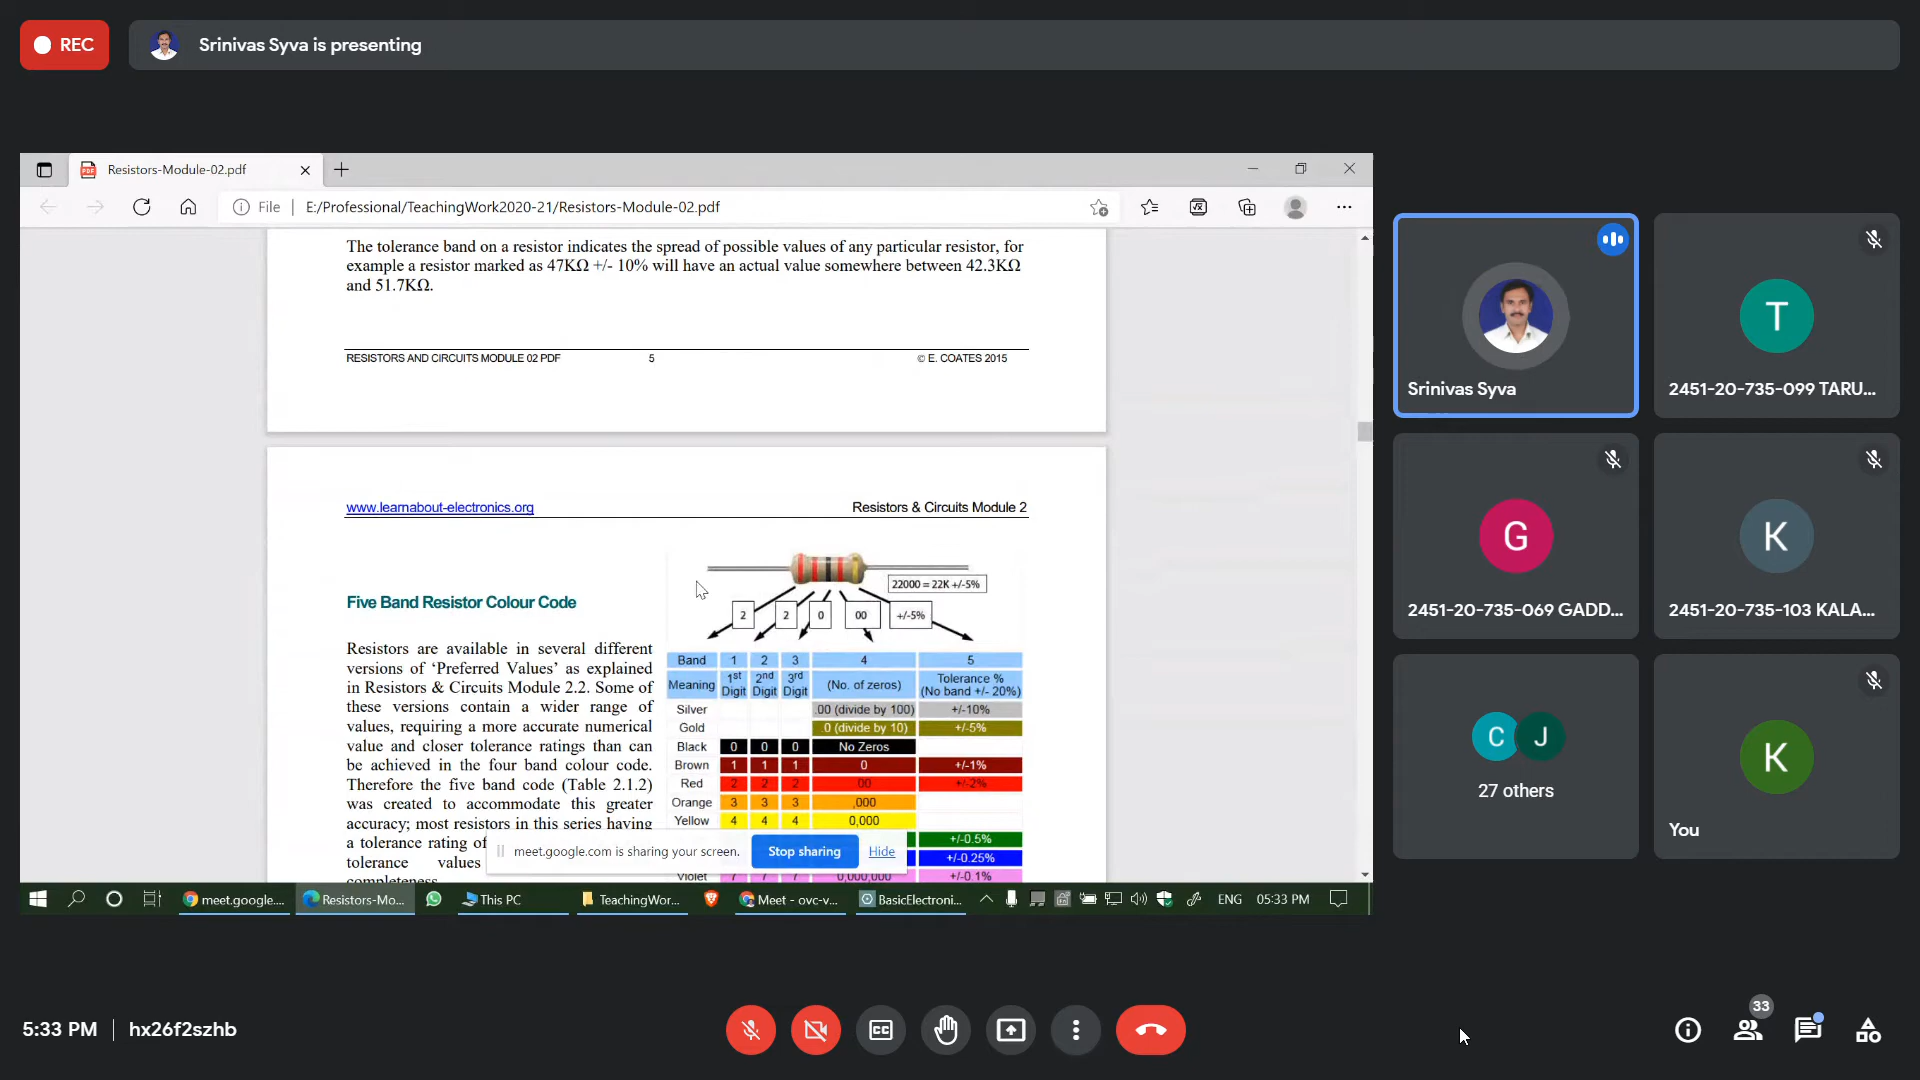 REC
Srinivas Syva is presenting
Resistors-Module-02.pdf
File
E:/Professional/TeachingWork2020-21/Resistors-Module-02.pdf
The tolerance band on a resistor indicates the spread of possible values of any particular resistor, for
example a resistor marked as 47KΩ +/- 10% will have an actual value somewhere between 42.3KΩ
and 51.7KΩ.
RESISTORS AND CIRCUITS MODULE 02 PDF 5 © E. COATES 2015
www.learnabout-electronics.org Resistors & Circuits Module 2
22000 = 22K +/-5%
2 2 0 00 +/-5%
Five Band Resistor Colour Code
Resistors are available in several different
versions of ‘Preferred Values’ as explained
in Resistors & Circuits Module 2.2. Some of
these versions contain a wider range of
values, requiring a more accurate numerical
value and closer tolerance ratings than can
be achieved in the four band colour code.
Therefore the five band code (Table 2.1.2)
was created to accommodate this greater
accuracy; most resistors in this series having
a tolerance rating of
tolerance values
completeness
Band 1 2 3 4 5
Meaning 1st Digit 2nd Digit 3rd Digit (No. of zeros) Tolerance % (No band +/- 20%)
Silver .00 (divide by 100) +/-10%
Gold .0 (divide by 10) +/-5%
Black 0 0 0 No Zeros
Brown 1 1 1 0 +/-1%
Red 2 2 2 00 +/-2%
Orange 3 3 3 ,000
Yellow 4 4 4 0,000
+/-0.5%
+/-0.25%
Violet 7 7 7 0,000,000 +/-0.1%
meet.google.com is sharing your screen.
Stop sharing
Hide
meet.google....
Resistors-Mo...
This PC
TeachingWor...
Meet - ovc-v...
BasicElectroni...
ENG
05:33 PM
Srinivas Syva
T
2451-20-735-099 TARU...
G
2451-20-735-069 GADD...
K
2451-20-735-103 KALA...
C J
27 others
K
You
5:33 PM
hx26f2szhb
CC
33